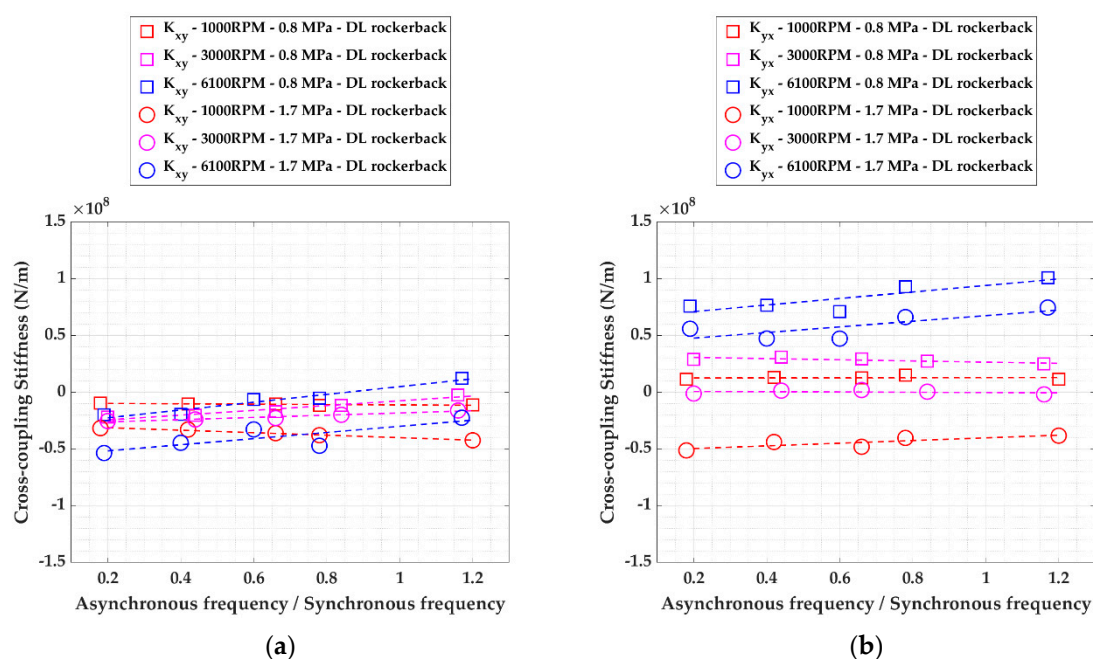 K_xy - 1000RPM - 0.8 MPa - DL rockerback
K_xy - 3000RPM - 0.8 MPa - DL rockerback
K_xy - 6100RPM - 0.8 MPa - DL rockerback
K_xy - 1000RPM - 1.7 MPa - DL rockerback
K_xy - 3000RPM - 1.7 MPa - DL rockerback
K_xy - 6100RPM - 1.7 MPa - DL rockerback
×10^8
1.5
1
0.5
0
-0.5
-1
-1.5
Cross-coupling Stiffness (N/m)
0.2 0.4 0.6 0.8 1 1.2
Asynchronous frequency / Synchronous frequency
(a)
K_yx - 1000RPM - 0.8 MPa - DL rockerback
K_yx - 3000RPM - 0.8 MPa - DL rockerback
K_yx - 6100RPM - 0.8 MPa - DL rockerback
K_yx - 1000RPM - 1.7 MPa - DL rockerback
K_yx - 3000RPM - 1.7 MPa - DL rockerback
K_yx - 6100RPM - 1.7 MPa - DL rockerback
×10^8
1.5
1
0.5
0
-0.5
-1
-1.5
Cross-coupling Stiffness (N/m)
0.2 0.4 0.6 0.8 1 1.2
Asynchronous frequency / Synchronous frequency
(b)